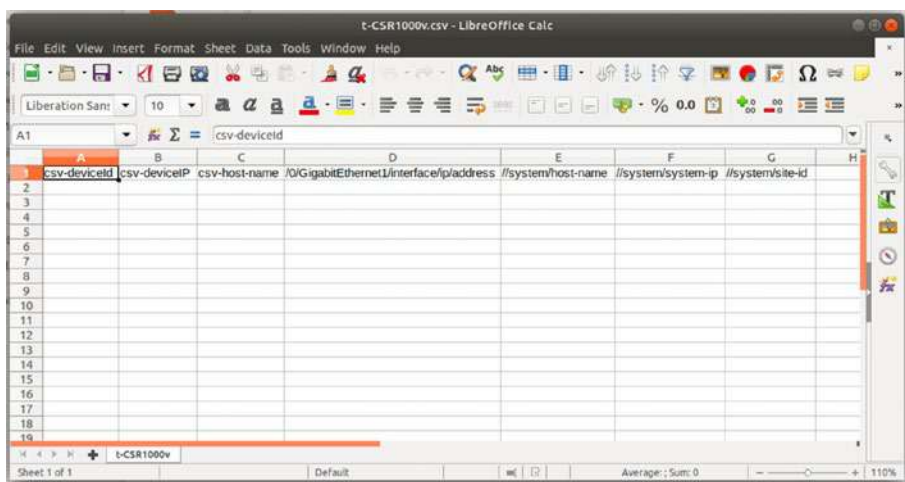 t-CSR1000v.csv - LibreOffice Calc
File Edit View Insert Format Sheet Data Tools Window Help
Liberation Sans 10 a a a 0.0
A1 csv-deviceId
A B C D E F G H
1 csv-deviceId csv-deviceIP csv-host-name /0/GigabitEthernet1/interface/ip/address //system/host-name //system/system-ip //system/site-id
2
3
4
5
6
7
8
9
10
11
12
13
14
15
16
17
18
19
t-CSR1000v
Sheet 1 of 1 Default Average: ; Sum: 0 110%